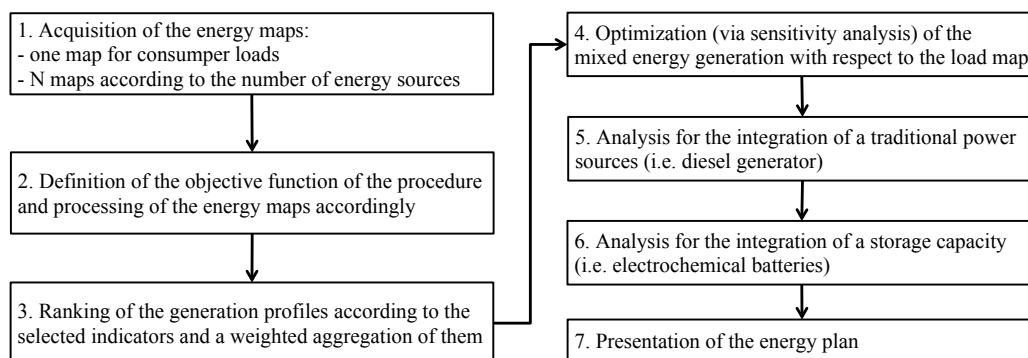 1. Acquisition of the energy maps:
- one map for consumper loads
- N maps according to the number of energy sources
2. Definition of the objective function of the procedure
and processing of the energy maps accordingly
3. Ranking of the generation profiles according to the
selected indicators and a weighted aggregation of them
4. Optimization (via sensitivity analysis) of the
mixed energy generation with respect to the load map
5. Analysis for the integration of a traditional power
sources (i.e. diesel generator)
6. Analysis for the integration of a storage capacity
(i.e. electrochemical batteries)
7. Presentation of the energy plan